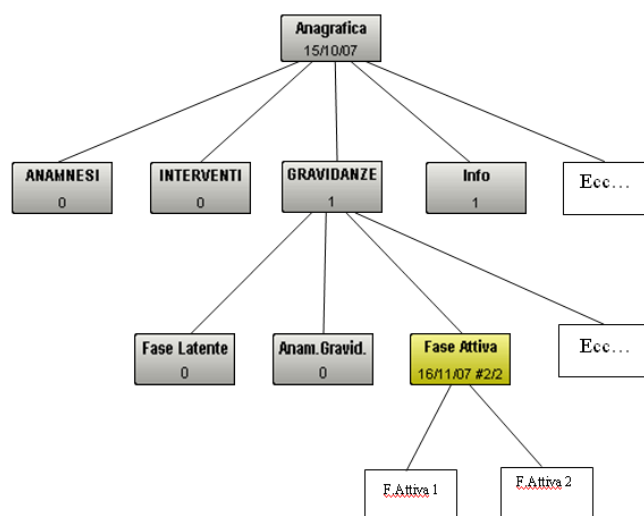 Anagrafica
15/10/07
ANAMNESI
0
INTERVENTI
0
GRAVIDANZE
1
Info
1
Ecc…
Fase Latente
0
Anam.Gravid.
0
Fase Attiva
16/11/07 #2/2
Ecc…
F.Attiva 1
F.Attiva 2